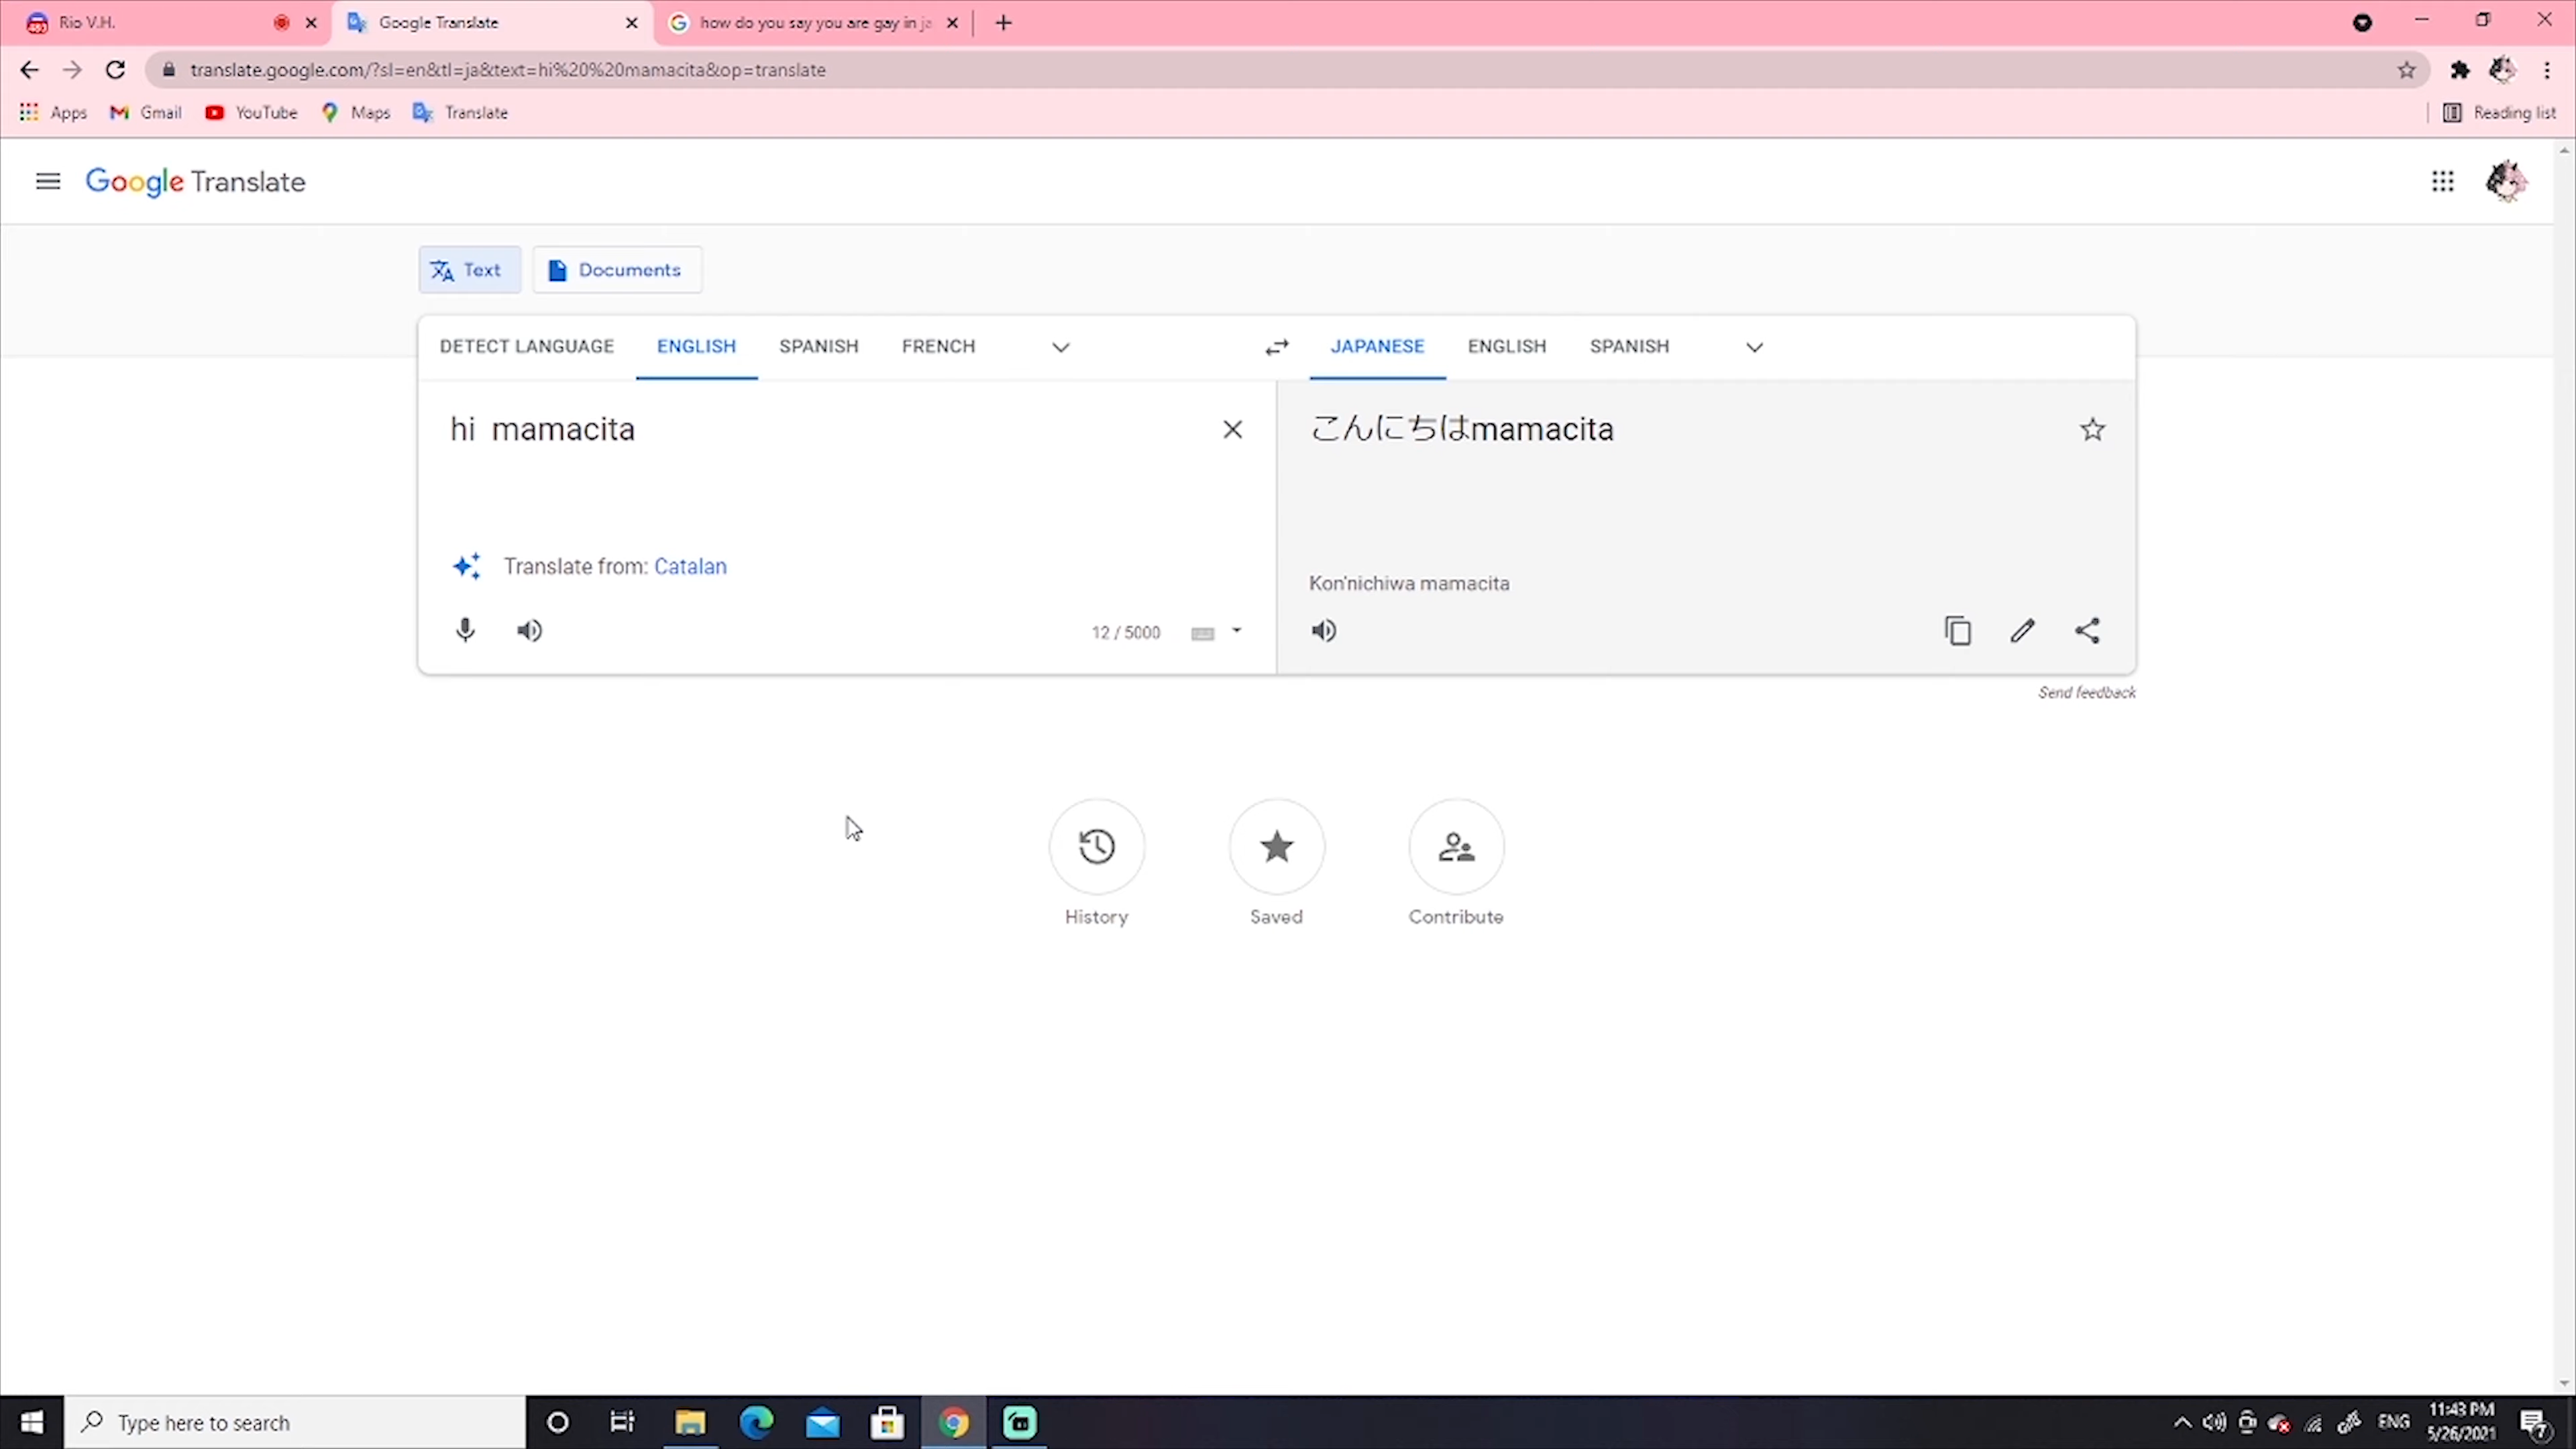 Rio V.H.
Google Translate
how do you say you are gay in ja
translate.google.com/?sl=en&tl=ja&text=hi%20%20mamacita&op=translate
Apps
Gmail
YouTube
Maps
Translate
Reading list
Google Translate
Text
Documents
DETECT LANGUAGE
ENGLISH
SPANISH
FRENCH
JAPANESE
ENGLISH
SPANISH
hi  mamacita
こんにちはmamacita
Translate from: Catalan
Kon'nichiwa mamacita
12 / 5000
Send feedback
History
Saved
Contribute
Type here to search
ENG
11:43 PM
5/26/2021
7